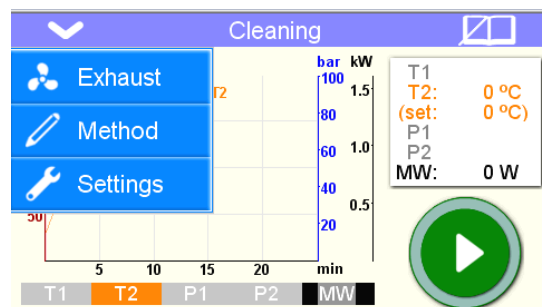 Cleaning
Exhaust
Method
Settings
T2
bar kW
100
1.5
80
60
1.0
40
0.5
20
50
5 10 15 20 min
T1 T2 P1 P2 MW
T1
T2: 0 ºC
(set: 0 ºC)
P1
P2
MW: 0 W